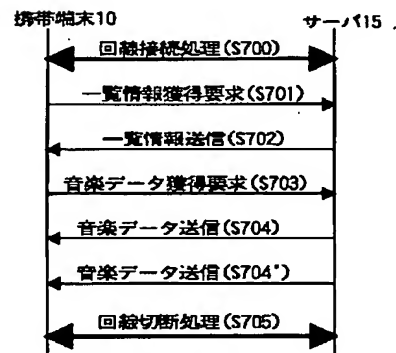 携帯端末10
サーバ15
回線接続処理(S700)
一覧情報獲得要求(S701)
一覧情報送信(S702)
音楽データ獲得要求(S703)
音楽データ送信(S704)
音楽データ送信(S704')
回線切断処理(S705)